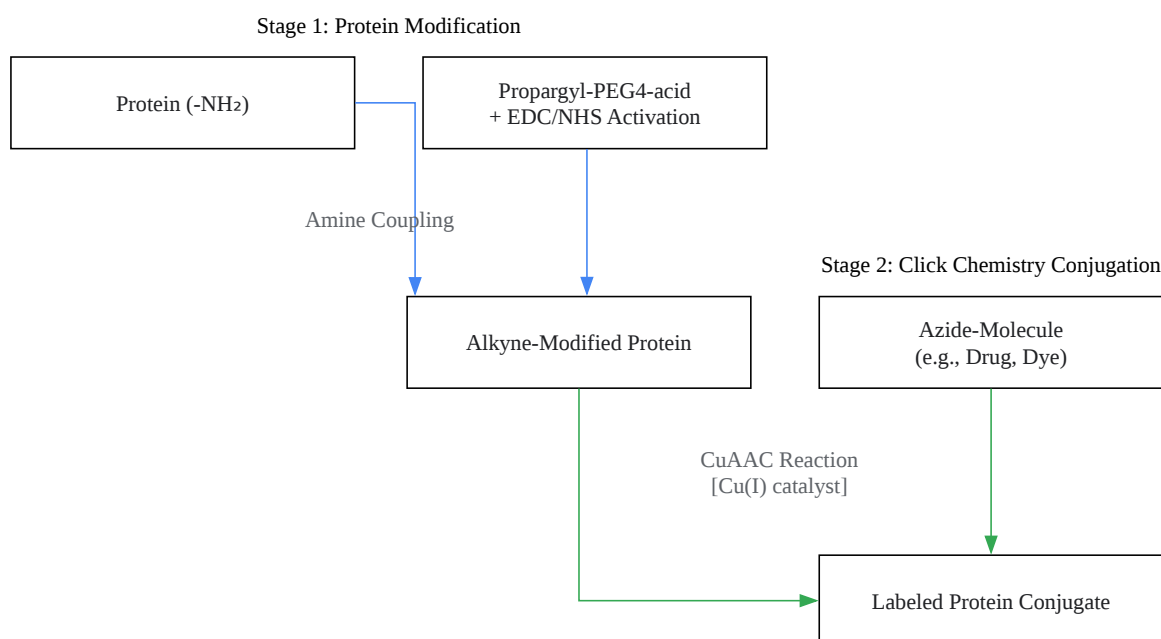 Stage 1: Protein Modification
Protein (-NH₂)
Propargyl-PEG4-acid
+ EDC/NHS Activation
Amine Coupling
Stage 2: Click Chemistry Conjugation
Alkyne-Modified Protein
Azide-Molecule
(e.g., Drug, Dye)
CuAAC Reaction
[Cu(I) catalyst]
Labeled Protein Conjugate